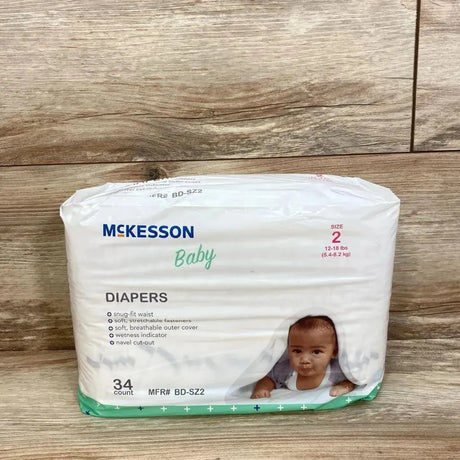 MFR# BD-SZ2
McKESSON
Baby
SIZE
2
12-18 lbs
(5.4-8.2 kg)
DIAPERS
snug-fit waist
soft, stretchable fasteners
soft, breathable outer cover
wetness indicator
navel cut-out
34
count
MFR# BD-SZ2